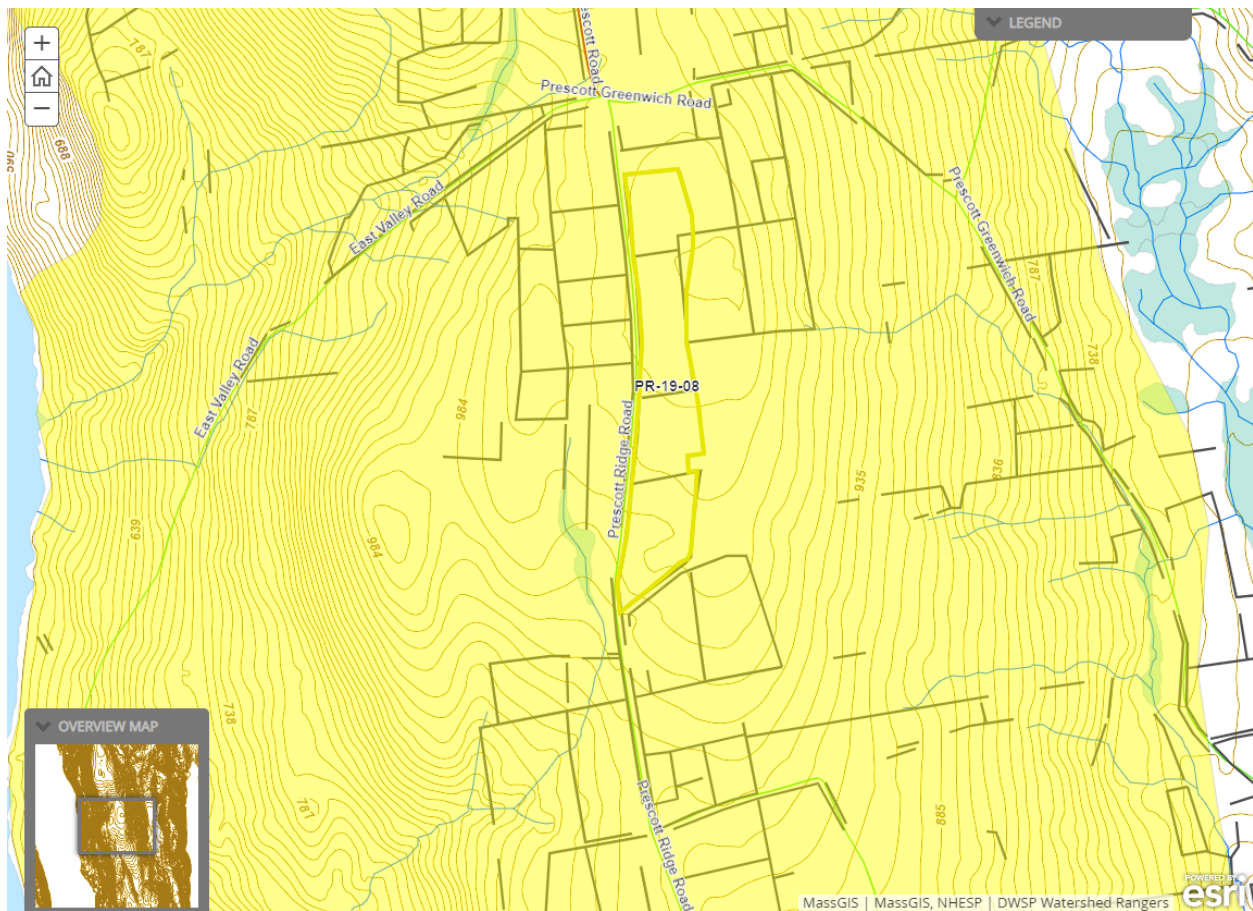 LEGEND
+
−
Prescott Road
787
Prescott Greenwich Road
688
590
East Valley Road
Prescott Greenwich Road
787
East Valley Road
787
984
PR-19-08
738
Prescott Ridge Road
935
836
639
984
738
OVERVIEW MAP
787
885
Prescott Ridge Road
MassGIS | MassGIS, NHESP | DWSP Watershed Rangers
POWERED BY
esri